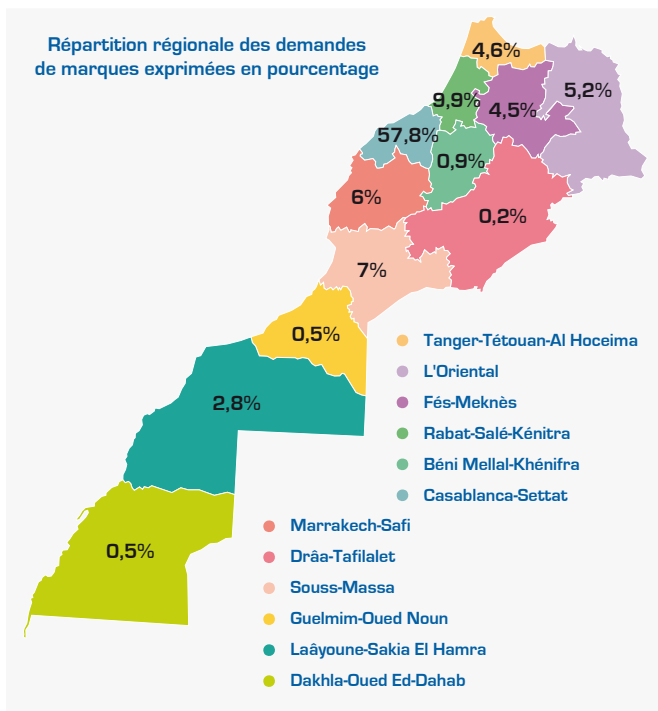 Répartition régionale des demandes
de marques exprimées en pourcentage
4,6%
5,2%
9,9%
4,5%
57,8%
0,9%
6%
0,2%
7%
0,5%
2,8%
0,5%
Tanger-Tétouan-Al Hoceima
L'Oriental
Fés-Meknès
Rabat-Salé-Kénitra
Béni Mellal-Khénifra
Casablanca-Settat
Marrakech-Safi
Drâa-Tafilalet
Souss-Massa
Guelmim-Oued Noun
Laâyoune-Sakia El Hamra
Dakhla-Oued Ed-Dahab